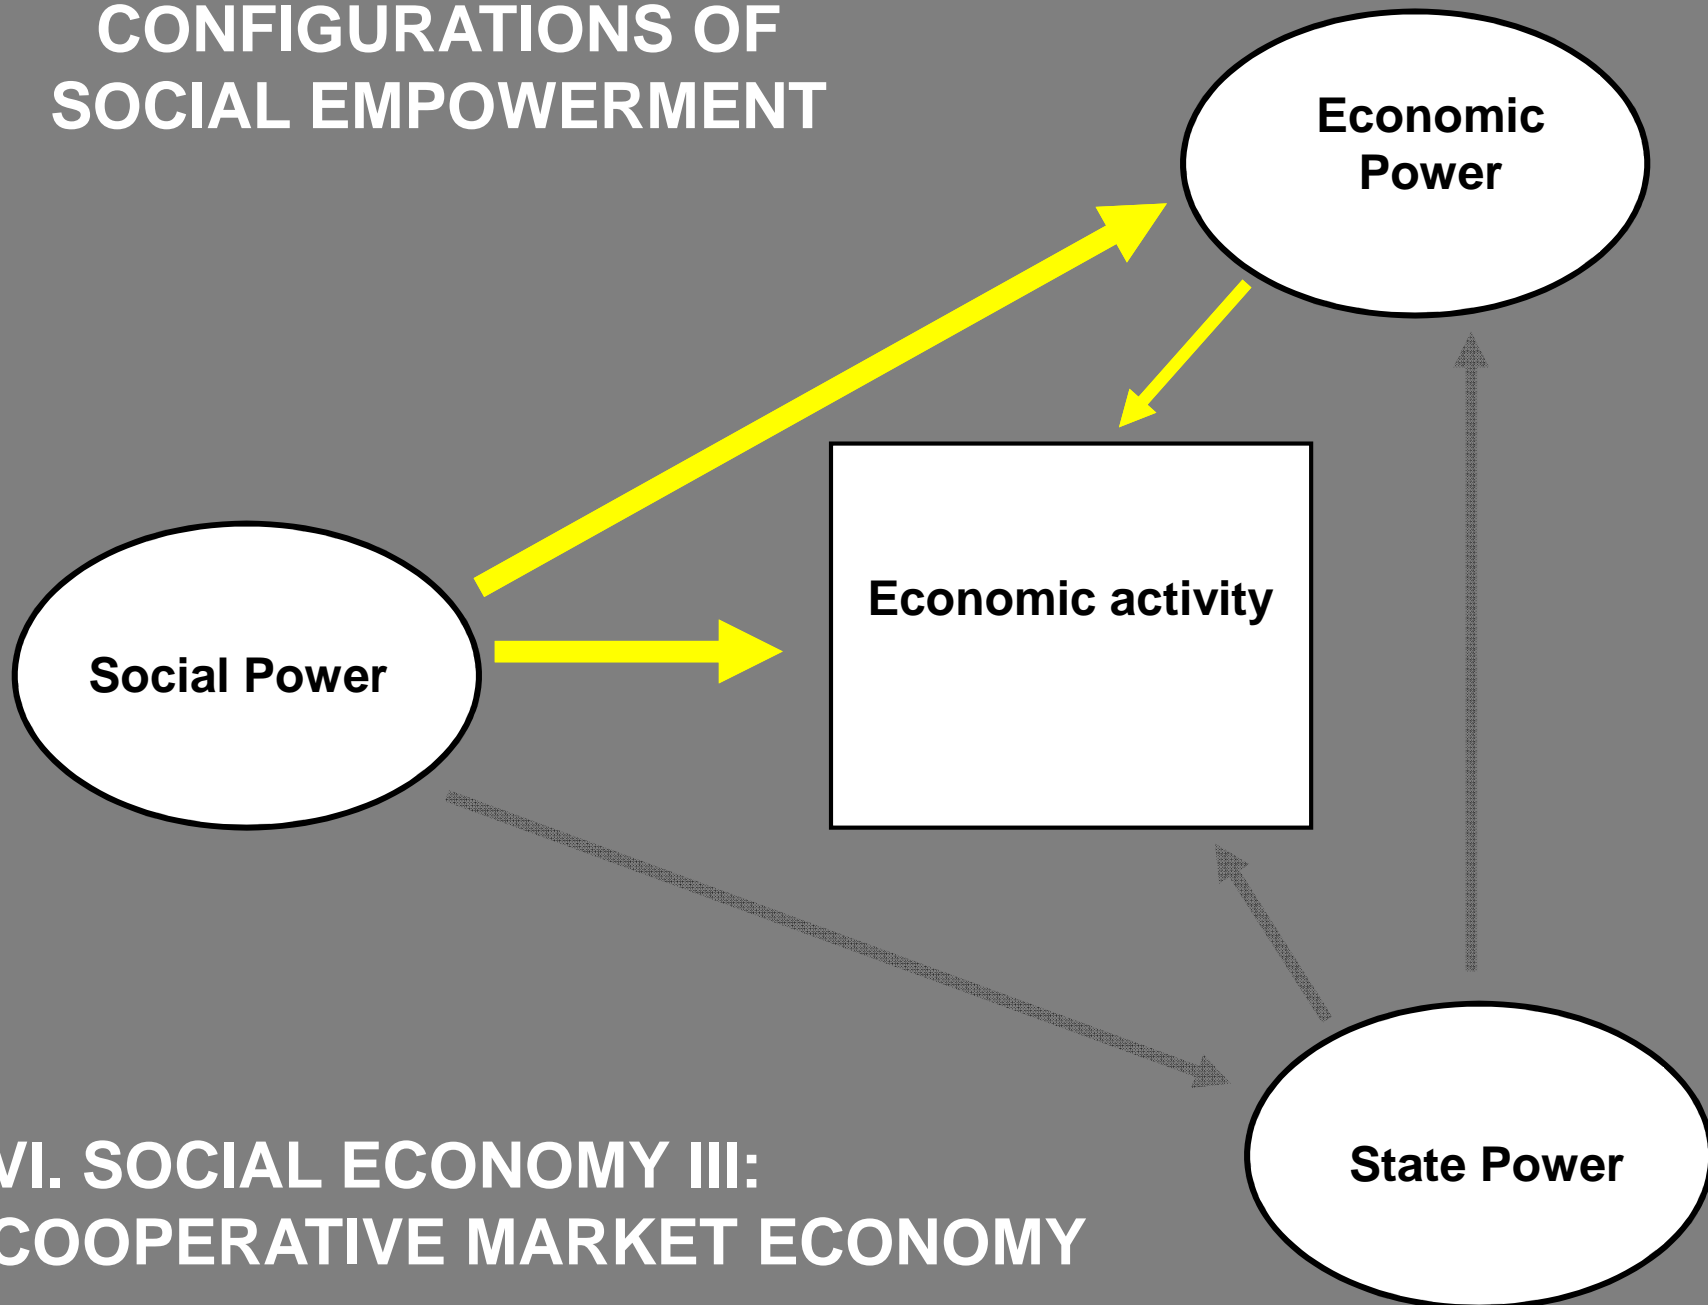 CONFIGURATIONS OF
SOCIAL EMPOWERMENT
Economic
Power
Economic activity
Social Power
State Power
VI. SOCIAL ECONOMY III:
COOPERATIVE MARKET ECONOMY